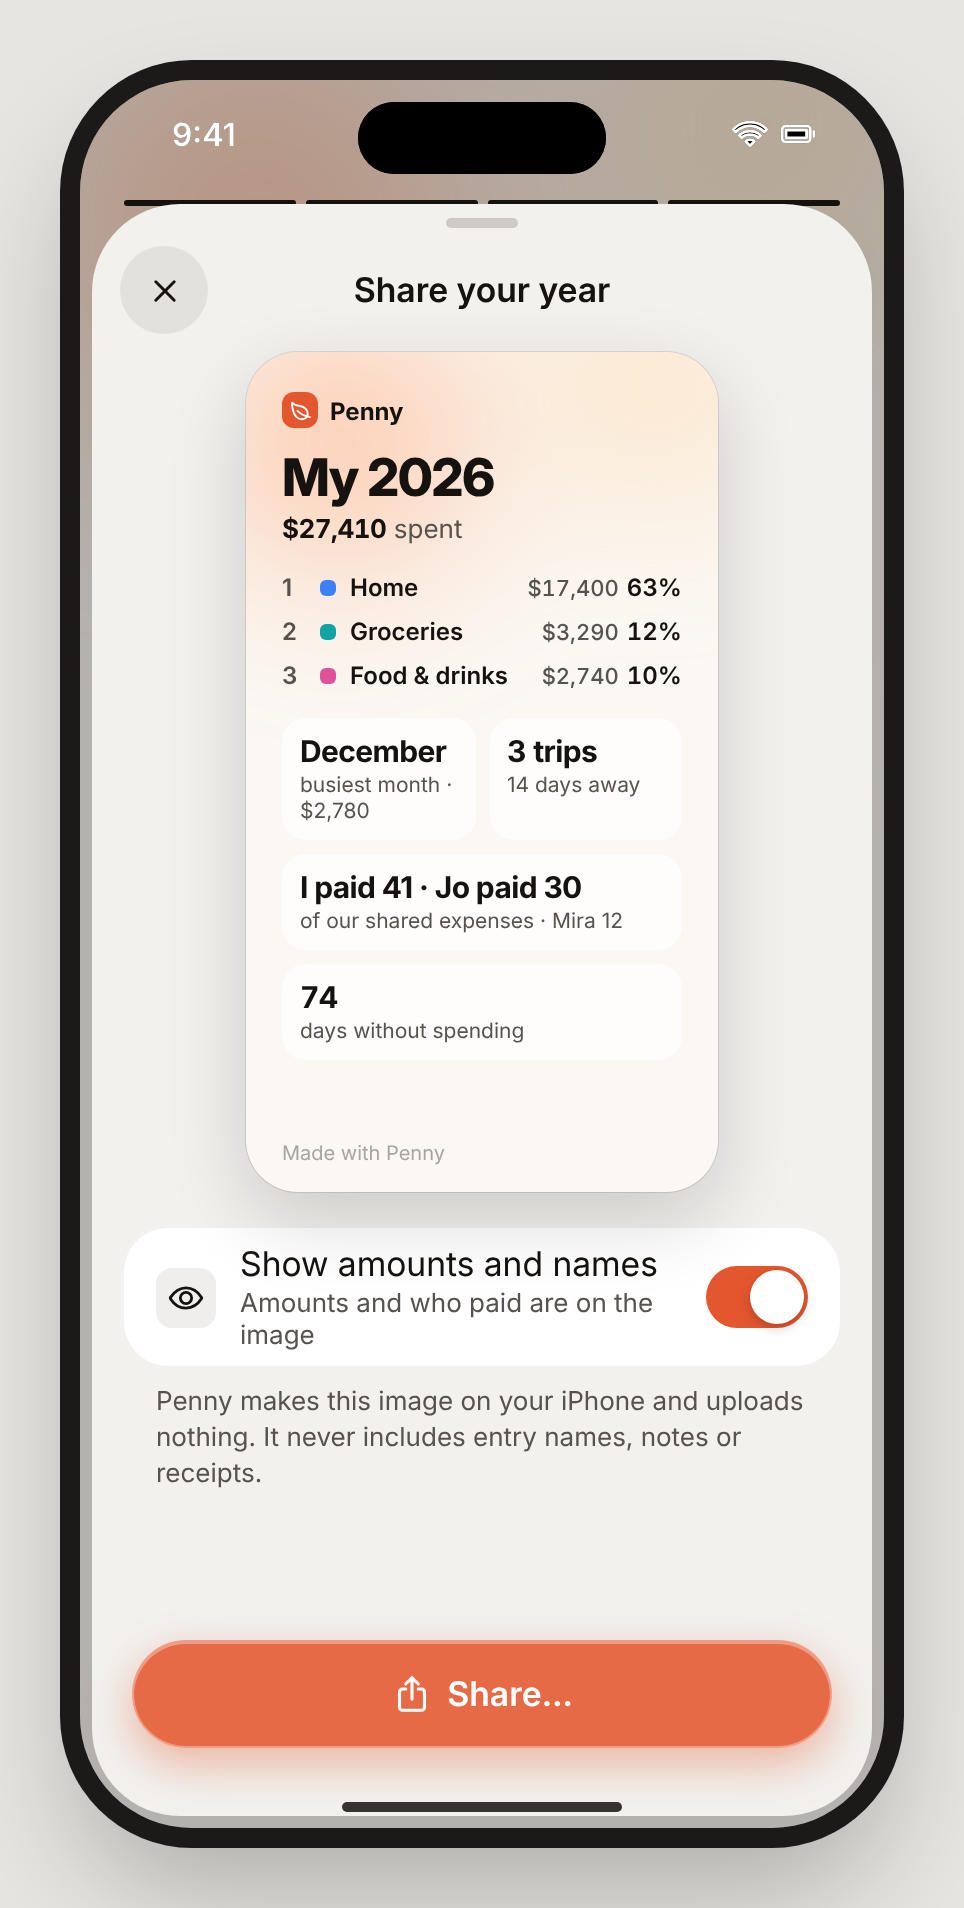 9:41
Share your year
Penny
My 2026
$27,410 spent
1 Home $17,400 63%
2 Groceries $3,290 12%
3 Food & drinks $2,740 10%
December
busiest month ·
$2,780
3 trips
14 days away
I paid 41 · Jo paid 30
of our shared expenses · Mira 12
74
days without spending
Made with Penny
Show amounts and names
Amounts and who paid are on the
image
Penny makes this image on your iPhone and uploads
nothing. It never includes entry names, notes or
receipts.
Share...